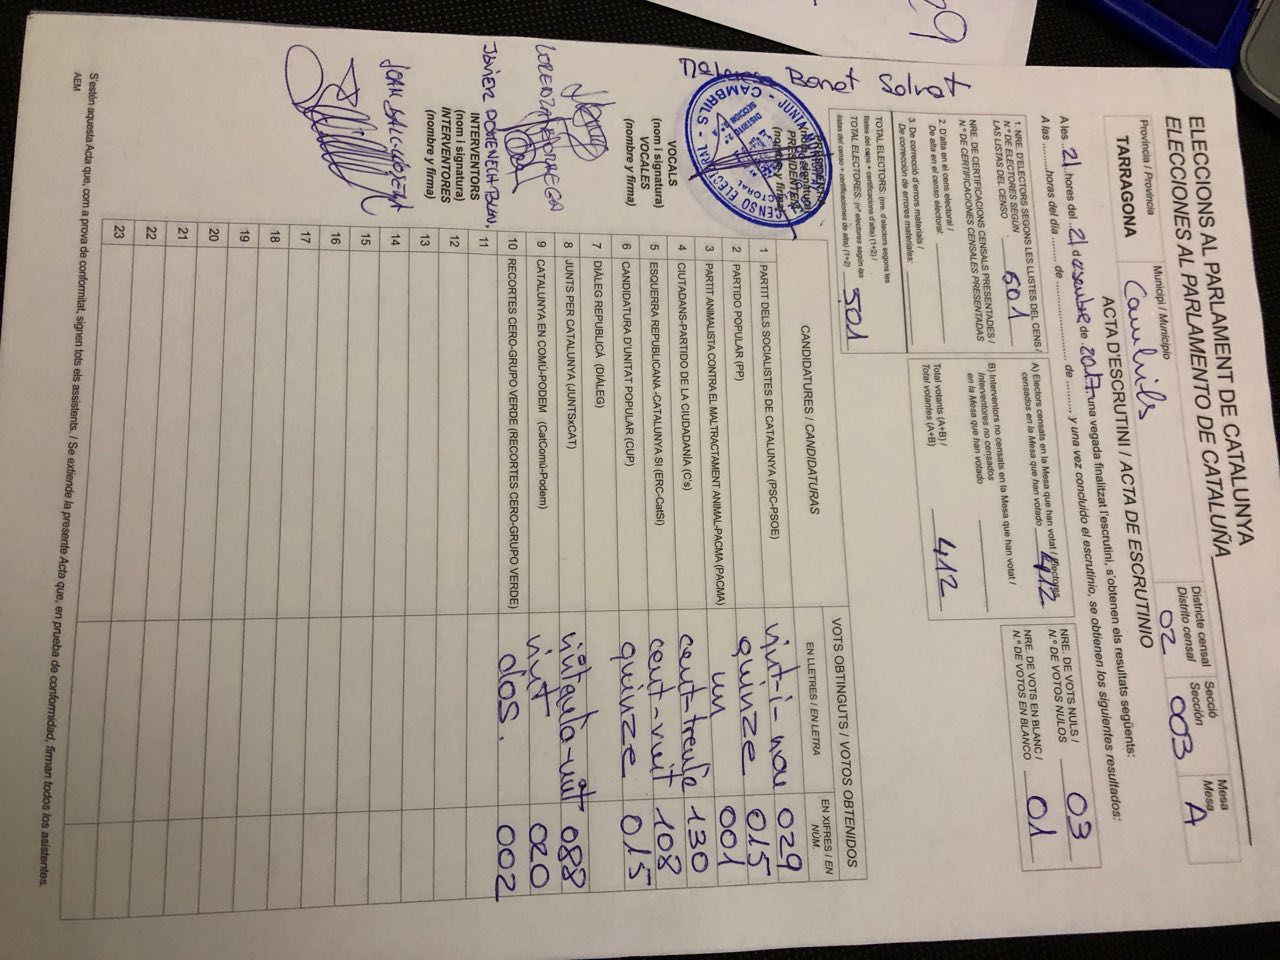 29
ELECCIONS AL PARLAMENT DE CATALUNYA
ELECCIONES AL PARLAMENTO DE CATALUÑA
Província / Provincia
TARRAGONA
Municipi / Municipio
Cambrils
Districte censal
Distrito censal
02
Secció
Sección
003
Mesa
Mesa
A
ACTA D'ESCRUTINI / ACTA DE ESCRUTINIO
A les 21 hores del 21 desembre de 2017 una vegada finalitzat l'escrutini, s'obtenen els resultats següents:
A las ......... horas del día ......... de .................... de ........., y una vez concluido el escrutinio, se obtienen los siguientes resultados:
1. NRE. D'ELECTORS SEGONS LES LLISTES DEL CENS /
N.º DE ELECTORES SEGÚN
LAS LISTAS DEL CENSO
501
NRE. DE CERTIFICACIONS CENSALS PRESENTADES /
N.º DE CERTIFICACIONES CENSALES PRESENTADAS
2. D'alta en el cens electoral /
De alta en el censo electoral:
3. De correcció d'errors materials /
De corrección de errores materiales:
TOTAL ELECTORS: (nre. d'electors segons les
llistes del cens + certificacions d'alta) (1+2) /
TOTAL ELECTORES: (nº electores según las
listas del censo + certificaciones de alta) (1+2)
501
A) Electors censats en la Mesa que han votat / Electores
censados en la Mesa que han votado
412
B) Interventors no censats en la Mesa que han votat /
Interventores no censados
en la Mesa que han votado
Total votants (A+B) /
Total votantes (A+B)
412
NRE. DE VOTS NULS /
N.º DE VOTOS NULOS
03
NRE. DE VOTS EN BLANC /
N.º DE VOTOS EN BLANCO
01
CANDIDATURES / CANDIDATURAS
VOTS OBTINGUTS / VOTOS OBTENIDOS
EN LLETRES / EN LETRA
EN XIFRES / EN NÚM.
1 PARTIT DELS SOCIALISTES DE CATALUNYA (PSC-PSOE) vint-i-nou 029
2 PARTIDO POPULAR (PP) quinze 015
3 PARTIT ANIMALISTA CONTRA EL MALTRACTAMENT ANIMAL-PACMA (PACMA) un 001
4 CIUTADANS-PARTIDO DE LA CIUDADANÍA (C's) cent-trenta 130
5 ESQUERRA REPUBLICANA -CATALUNYA SI (ERC-CatSí) cent-vuit 108
6 CANDIDATURA D'UNITAT POPULAR (CUP) quinze 015
7 DIÀLEG REPUBLICÀ (DIÀLEG)
8 JUNTS PER CATALUNYA (JUNTSxCAT) vuitanta-vuit 088
9 CATALUNYA EN COMÚ-PODEM (CatComú-Podem) vint 020
10 RECORTES CERO-GRUPO VERDE (RECORTES CERO-GRUPO VERDE) dos. 002
11
12
13
14
15
16
17
18
19
20
21
22
23
Bonet Solvat
PRESIDENT/A
(nom i signatura)
PRESIDENTE/A
(nombre y firma)
JUNTA
CENSO ELECTORAL
CAMBRILS
VOCALS
(nom i signatura)
VOCALES
(nombre y firma)
LORENZA
JAVIER DOMENECH
INTERVENTORS
(nom i signatura)
INTERVENTORES
(nombre y firma)
JOAN
S'estén aquesta Acta que, com a prova de conformitat, signen tots els assistents. / Se extiende la presente Acta que, en prueba de conformidad, firman todos los asistentes.
AEM